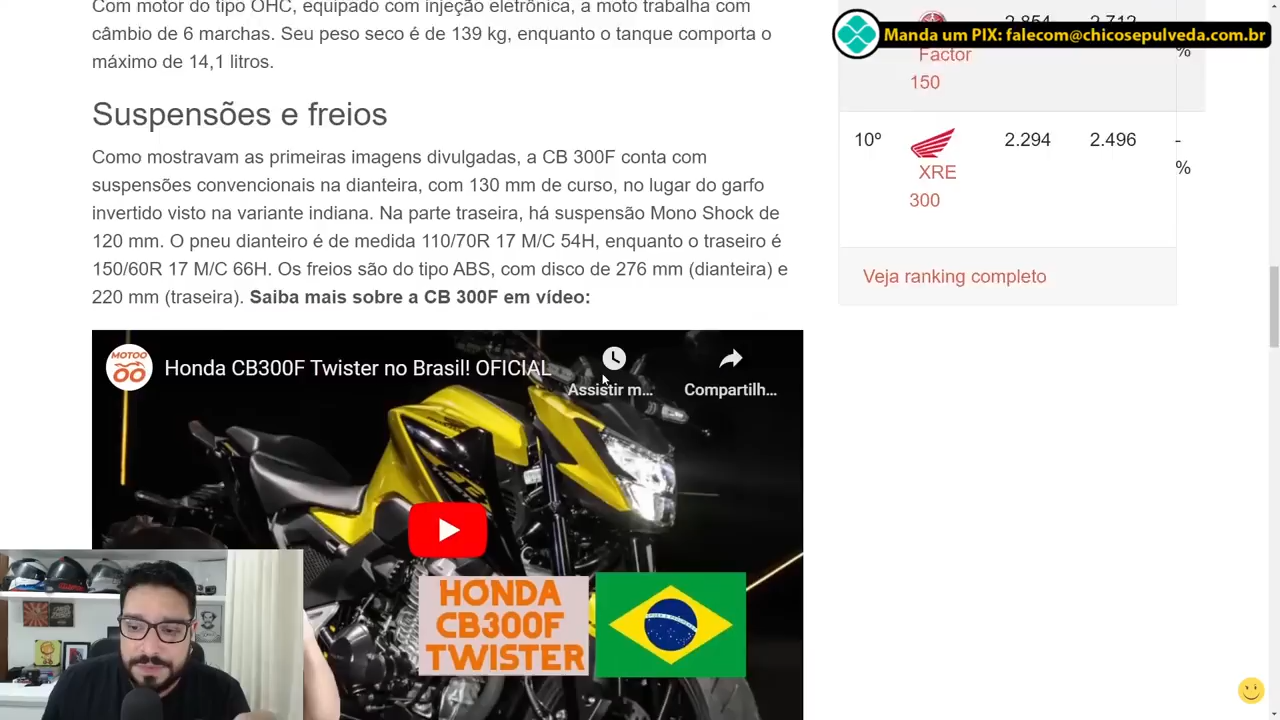 Com motor do tipo OHC, equipado com injeção eletrônica, a moto trabalha com
câmbio de 6 marchas. Seu peso seco é de 139 kg, enquanto o tanque comporta o
máximo de 14,1 litros.
Suspensões e freios
Como mostravam as primeiras imagens divulgadas, a CB 300F conta com
suspensões convencionais na dianteira, com 130 mm de curso, no lugar do garfo
invertido visto na variante indiana. Na parte traseira, há suspensão Mono Shock de
120 mm. O pneu dianteiro é de medida 110/70R 17 M/C 54H, enquanto o traseiro é
150/60R 17 M/C 66H. Os freios são do tipo ABS, com disco de 276 mm (dianteira) e
220 mm (traseira). Saiba mais sobre a CB 300F em vídeo:
MOTOO
Honda CB300F Twister no Brasil! OFICIAL
Assistir m...
Compartilh...
HONDA
CB300F
TWISTER
Manda um PIX: falecom@chicosepulveda.com.br
2.854 2.712
%
Factor
150
10º 2.294 2.496 -
%
XRE
300
Veja ranking completo